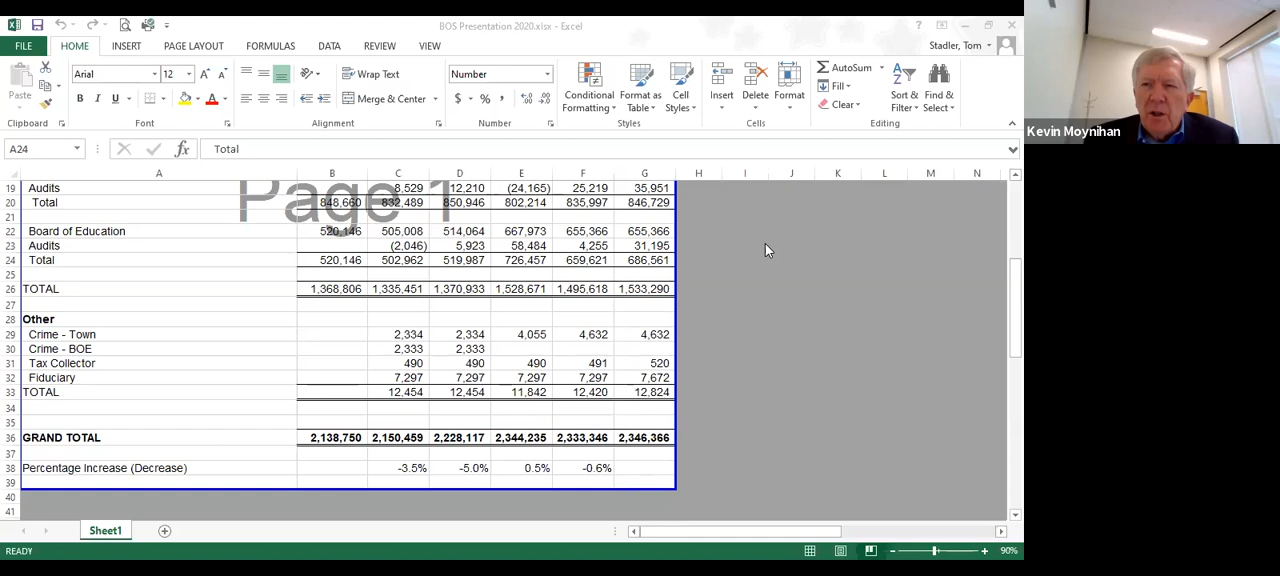 BOS Presentation 2020.xlsx - Excel
FILE HOME INSERT PAGE LAYOUT FORMULAS DATA REVIEW VIEW Stadler, Tom
Paste Arial 12 Wrap Text Number AutoSum
B I U Merge & Center $ % Conditional Formatting Format as Table Cell Styles Insert Delete Format Fill Clear Sort & Filter Find & Select
Clipboard Font Alignment Number Styles Cells Editing
A24 fx Total
A B C D E F G H I J K L M N
Page 1
19 Audits 8,529 12,210 (24,165) 25,219 35,951
20 Total 848,660 832,489 850,946 802,214 835,997 846,729
21
22 Board of Education 520,146 505,008 514,064 667,973 655,366 655,366
23 Audits (2,046) 5,923 58,484 4,255 31,195
24 Total 520,146 502,962 519,987 726,457 659,621 686,561
25
26 TOTAL 1,368,806 1,335,451 1,370,933 1,528,671 1,495,618 1,533,290
27
28 Other
29 Crime - Town 2,334 2,334 4,055 4,632 4,632
30 Crime - BOE 2,333 2,333
31 Tax Collector 490 490 490 491 520
32 Fiduciary 7,297 7,297 7,297 7,297 7,672
33 TOTAL 12,454 12,454 11,842 12,420 12,824
34
35
36 GRAND TOTAL 2,138,750 2,150,459 2,228,117 2,344,235 2,333,346 2,346,366
37
38 Percentage Increase (Decrease) -3.5% -5.0% 0.5% -0.6%
39
40
41
Sheet1
READY 90%
Kevin Moynihan